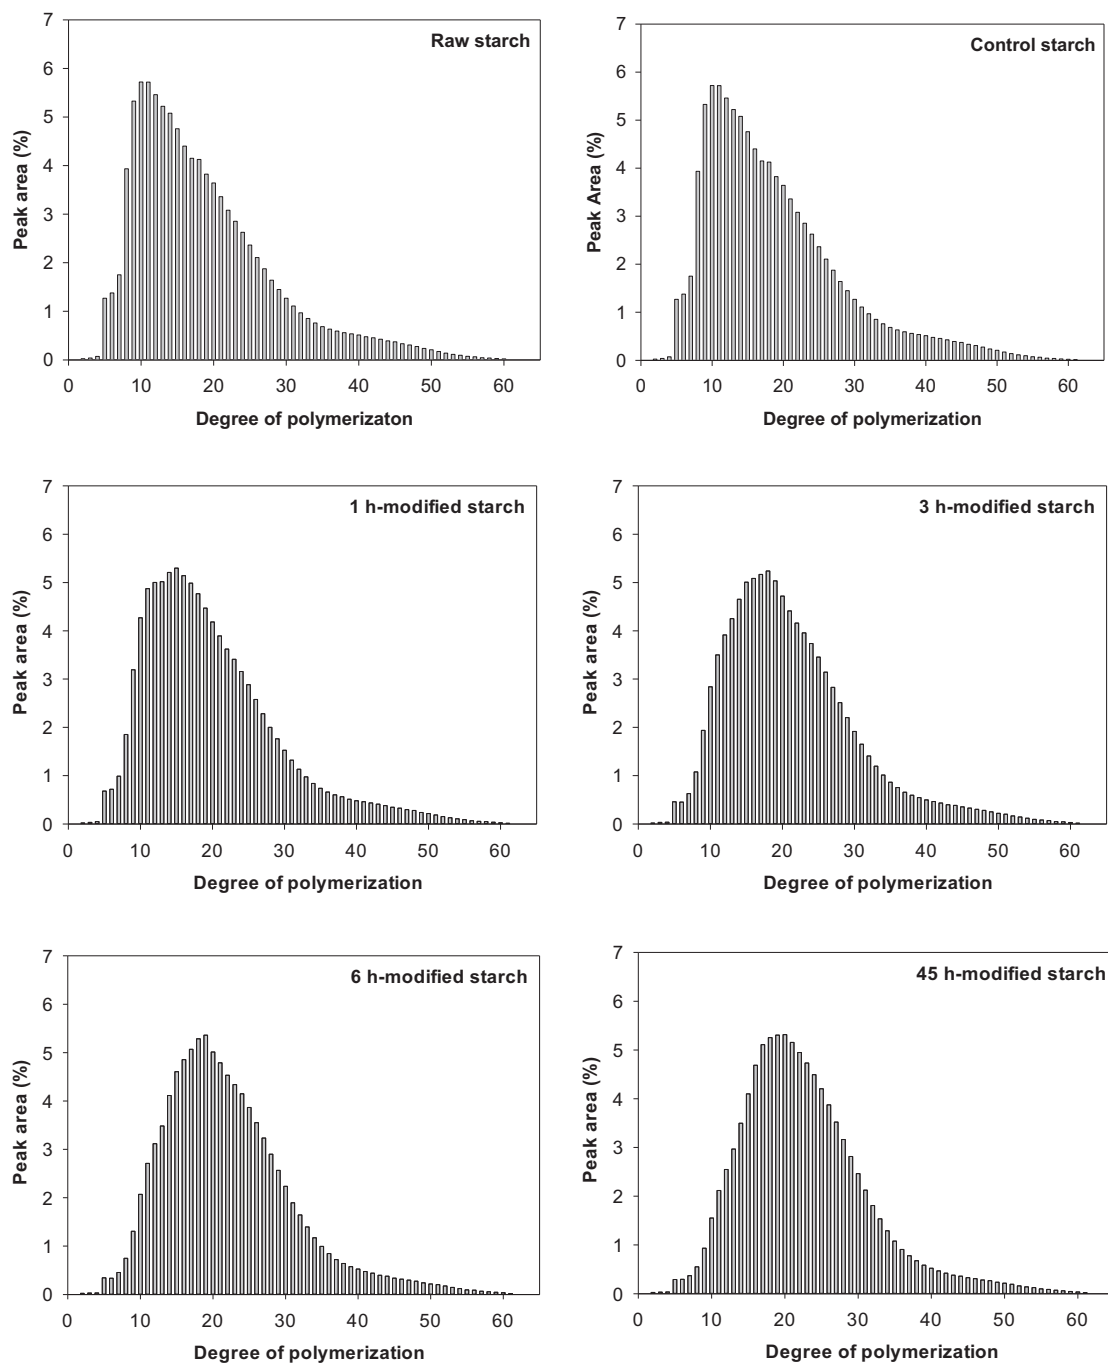 Raw starch
Peak area (%)
7
6
5
4
3
2
1
0
0 10 20 30 40 50 60
Degree of polymerizaton
Control starch
Peak Area (%)
7
6
5
4
3
2
1
0
0 10 20 30 40 50 60
Degree of polymerization
1 h-modified starch
Peak area (%)
7
6
5
4
3
2
1
0
0 10 20 30 40 50 60
Degree of polymerization
3 h-modified starch
Peak area (%)
7
6
5
4
3
2
1
0
0 10 20 30 40 50 60
Degree of polymerization
6 h-modified starch
Peak area (%)
7
6
5
4
3
2
1
0
0 10 20 30 40 50 60
Degree of polymerization
45 h-modified starch
Peak area (%)
7
6
5
4
3
2
1
0
0 10 20 30 40 50 60
Degree of polymerization